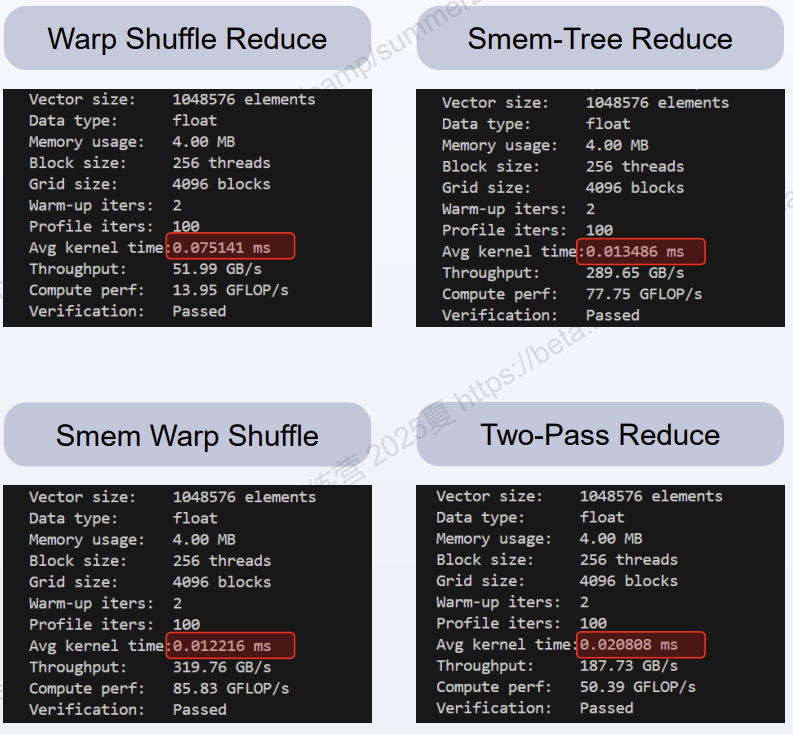 Warp Shuffle Reduce
Vector size: 1048576 elements
Data type: float
Memory usage: 4.00 MB
Block size: 256 threads
Grid size: 4096 blocks
Warm-up iters: 2
Profile iters: 100
Avg kernel time:0.075141 ms
Throughput: 51.99 GB/s
Compute perf: 13.95 GFLOP/s
Verification: Passed
Smem-Tree Reduce
Vector size: 1048576 elements
Data type: float
Memory usage: 4.00 MB
Block size: 256 threads
Grid size: 4096 blocks
Warm-up iters: 2
Profile iters: 100
Avg kernel time:0.013486 ms
Throughput: 289.65 GB/s
Compute perf: 77.75 GFLOP/s
Verification: Passed
Smem Warp Shuffle
Vector size: 1048576 elements
Data type: float
Memory usage: 4.00 MB
Block size: 256 threads
Grid size: 4096 blocks
Warm-up iters: 2
Profile iters: 100
Avg kernel time:0.012216 ms
Throughput: 319.76 GB/s
Compute perf: 85.83 GFLOP/s
Verification: Passed
Two-Pass Reduce
Vector size: 1048576 elements
Data type: float
Memory usage: 4.00 MB
Block size: 256 threads
Grid size: 4096 blocks
Warm-up iters: 2
Profile iters: 100
Avg kernel time:0.020808 ms
Throughput: 187.73 GB/s
Compute perf: 50.39 GFLOP/s
Verification: Passed
camp/summer2
练营 2025夏 https://beta.